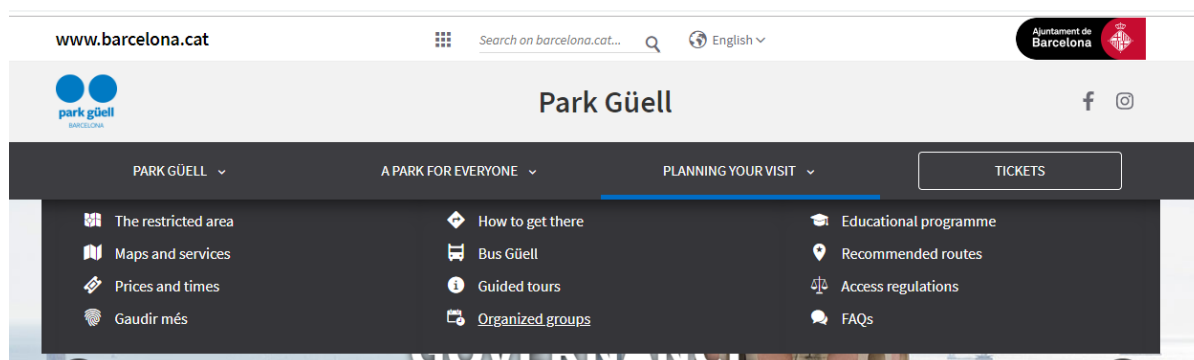 www.barcelona.cat
Search on barcelona.cat...
English
Ajuntament de
Barcelona
park güell
BARCELONA
Park Güell
PARK GÜELL
A PARK FOR EVERYONE
PLANNING YOUR VISIT
TICKETS
The restricted area
How to get there
Educational programme
Maps and services
Bus Güell
Recommended routes
Prices and times
Guided tours
Access regulations
Gaudir més
Organized groups
FAQs